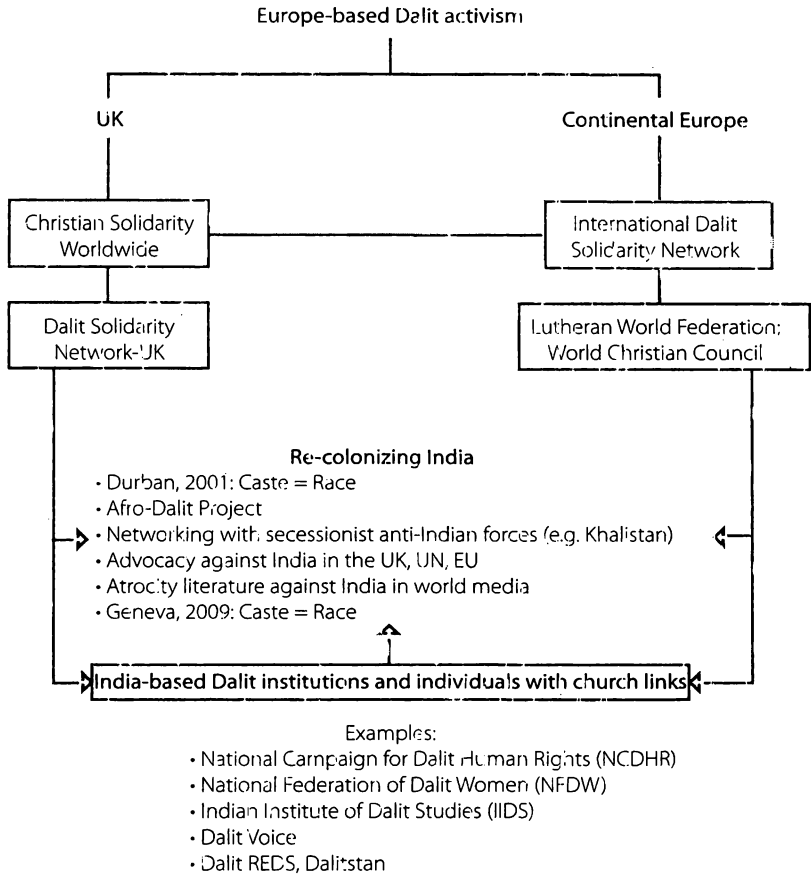 Europe-based Dalit activism
UK
Continental Europe
Christian Solidarity
Worldwide
International Dalit
Solidarity Network
Dalit Solidarity
Network-UK
Lutheran World Federation;
World Christian Council
Re-colonizing India
• Durban, 2001: Caste = Race
• Afro-Dalit Project
• Networking with secessionist anti-Indian forces (e.g. Khalistan)
• Advocacy against India in the UK, UN, EU
• Atrocity literature against India in world media
• Geneva, 2009: Caste = Race
India-based Dalit institutions and individuals with church links
Examples:
• National Campaign for Dalit Human Rights (NCDHR)
• National Federation of Dalit Women (NFDW)
• Indian Institute of Dalit Studies (IIDS)
• Dalit Voice
• Dalit REDS, Dalitstan